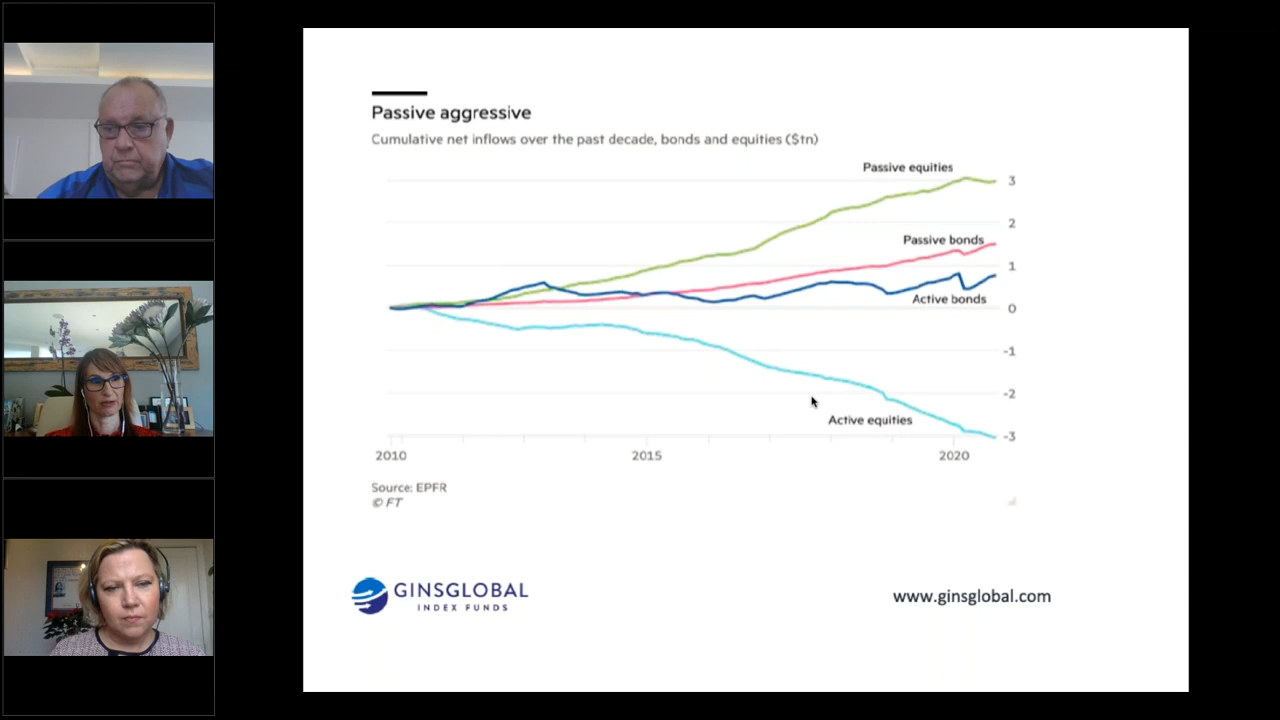 Passive aggressive
Cumulative net inflows over the past decade, bonds and equities ($tn)
Passive equities
3
2
Passive bonds
1
Active bonds
0
-1
-2
Active equities
-3
2010 2015 2020
Source: EPFR
© FT
GINSGLOBAL
INDEX FUNDS
www.ginsglobal.com